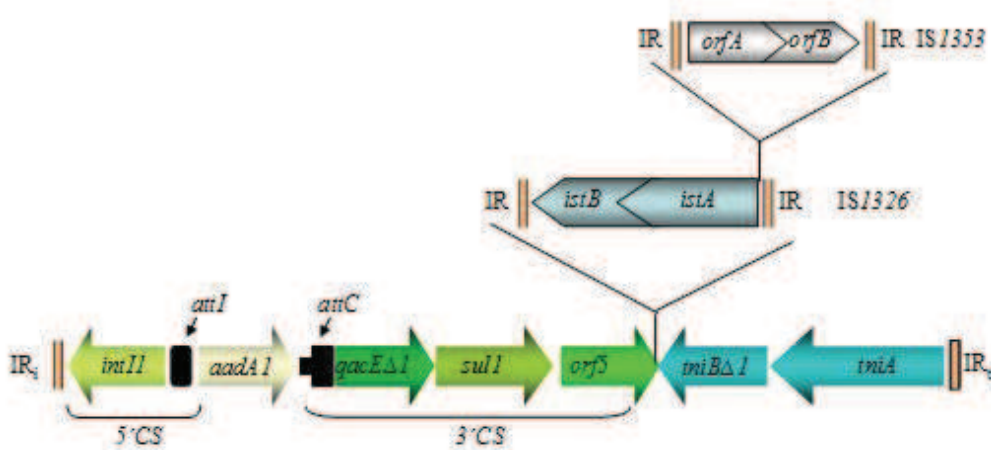 IR orfA orfB IR IS1353
IR istB istA IR IS1326
attI attC
IRi intI1 aadA1 qacEΔ1 sul1 orf5 tniBΔ1 tniA IR
5'CS 3'CS